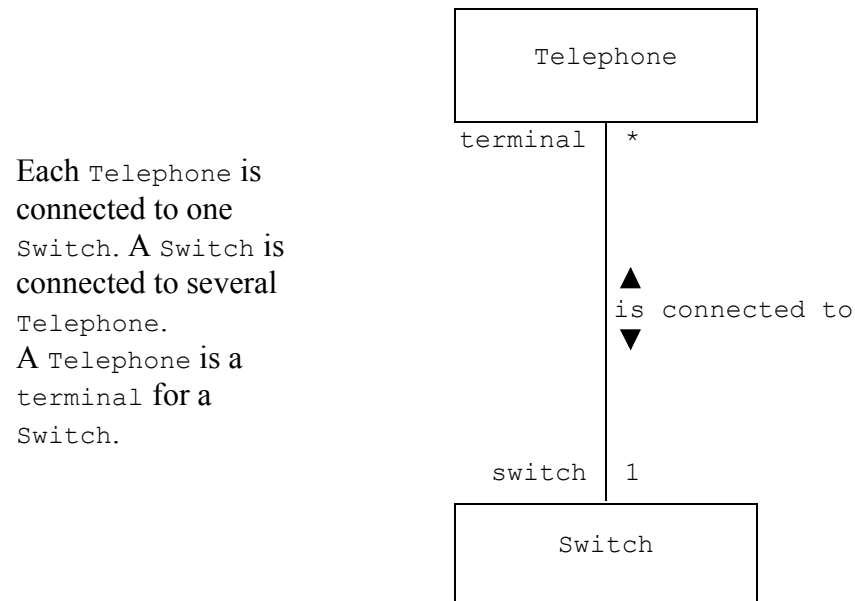 Telephone
terminal *
Each Telephone is
connected to one
Switch. A Switch is
connected to several
Telephone.
A Telephone is a
terminal for a
Switch.
is connected to
switch 1
Switch